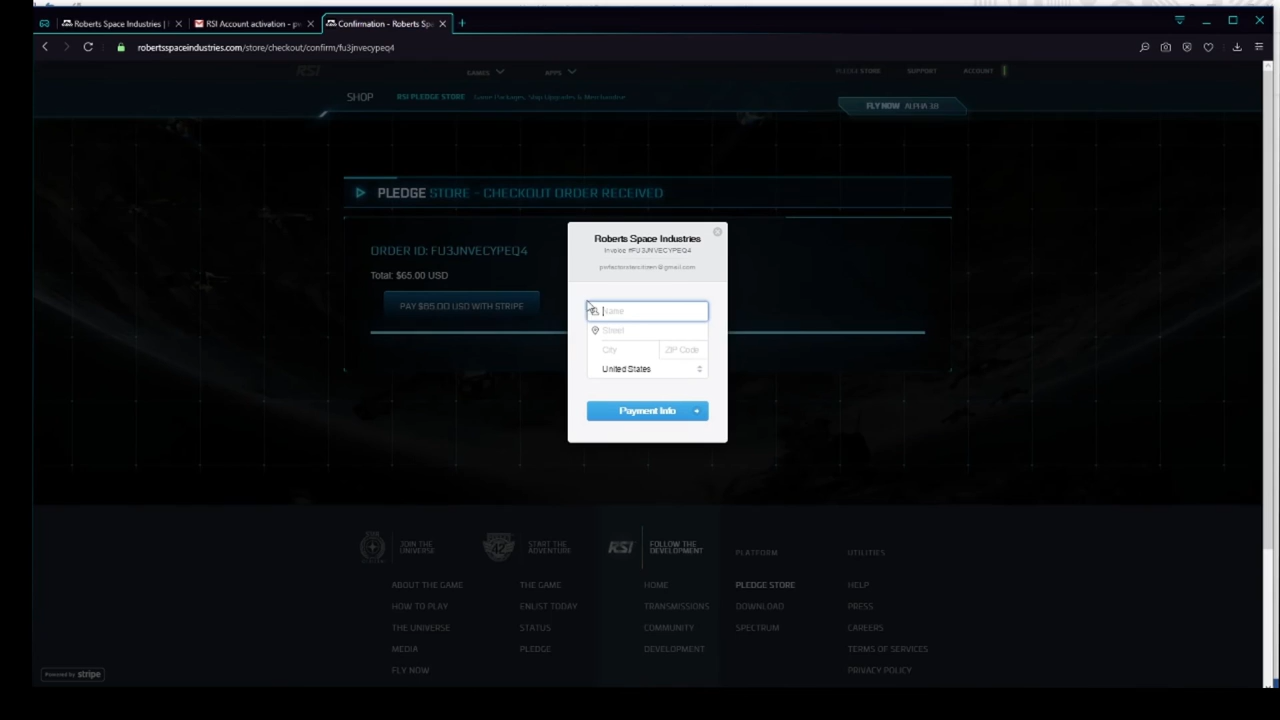 Roberts Space Industries |
RSI Account activation -
Confirmation - Roberts Spa
robertsspaceindustries.com/store/checkout/confirm/fu3jnvecypeq4
RSI
GAMES
APPS
PLEDGE STORE
SUPPORT
ACCOUNT
SHOP
RSI PLEDGE STORE
Game Packages, Ship Upgrades & Merchandise
FLY NOW ALPHA 3.0
PLEDGE STORE - CHECKOUT ORDER RECEIVED
ORDER ID: FU3JNVECYPEQ4
Total: $65.00 USD
PAY $65.00 USD WITH STRIPE
Roberts Space Industries
Invoice #FU3JNVECYPEQ4
Name
Street
City
ZIP Code
United States
Payment Info
JOIN THE
UNIVERSE
START THE
ADVENTURE
RSI
FOLLOW THE
DEVELOPMENT
PLATFORM
UTILITIES
ABOUT THE GAME
THE GAME
HOME
PLEDGE STORE
HELP
HOW TO PLAY
ENLIST TODAY
TRANSMISSIONS
DOWNLOAD
PRESS
THE UNIVERSE
STATUS
COMMUNITY
SPECTRUM
CAREERS
MEDIA
PLEDGE
DEVELOPMENT
TERMS OF SERVICES
FLY NOW
PRIVACY POLICY
Powered by stripe